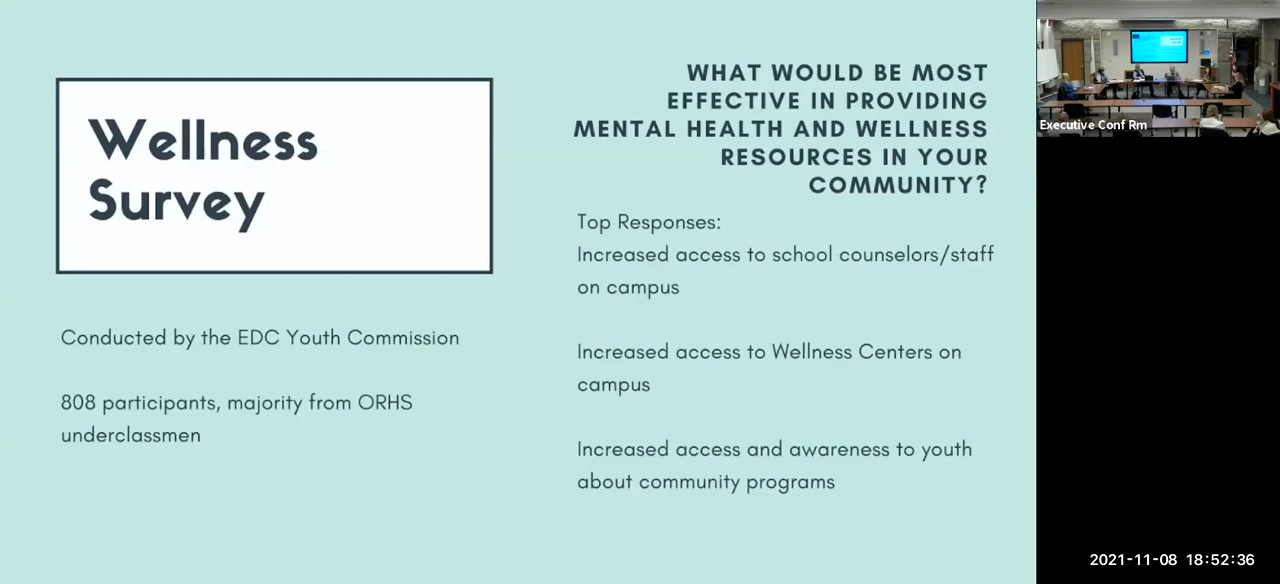 Wellness
Survey
Conducted by the EDC Youth Commission
808 participants, majority from ORHS
underclassmen
WHAT WOULD BE MOST
EFFECTIVE IN PROVIDING
MENTAL HEALTH AND WELLNESS
RESOURCES IN YOUR
COMMUNITY?
Top Responses:
Increased access to school counselors/staff
on campus
Increased access to Wellness Centers on
campus
Increased access and awareness to youth
about community programs
Executive Conf Rm
2021-11-08 18:52:36